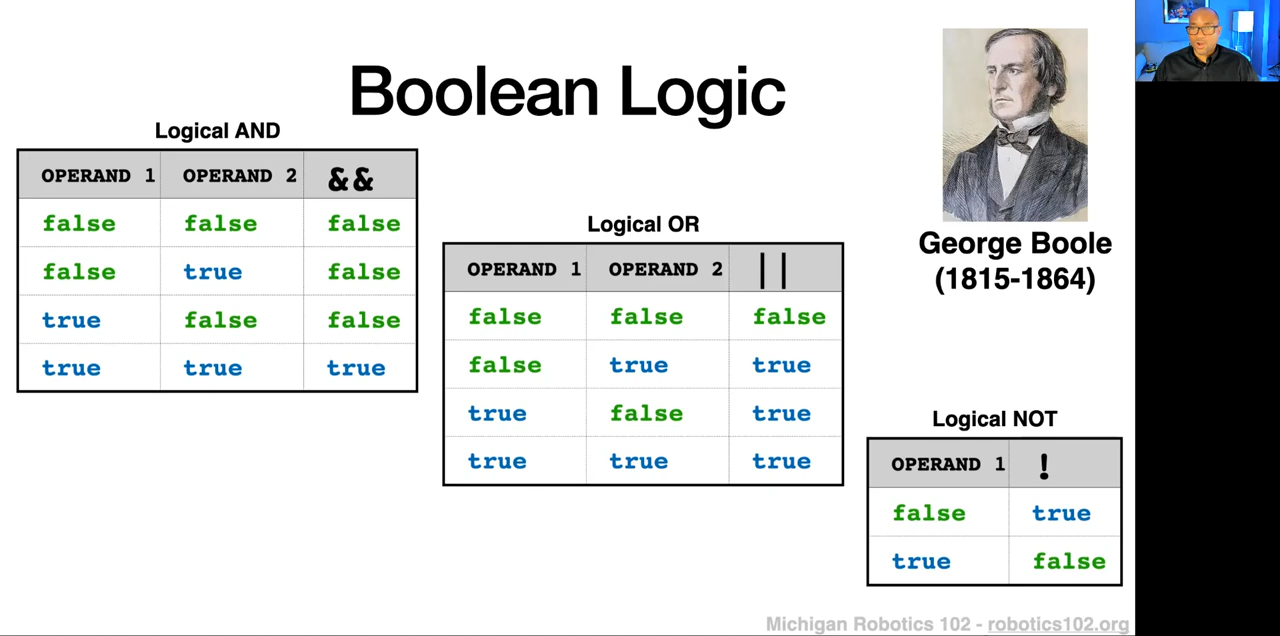 Boolean Logic
Logical AND
OPERAND 1 OPERAND 2 &&
false false false
false true false
true false false
true true true
Logical OR
OPERAND 1 OPERAND 2 ||
false false false
false true true
true false true
true true true
George Boole
(1815-1864)
Logical NOT
OPERAND 1 !
false true
true false
Michigan Robotics 102 - robotics102.org